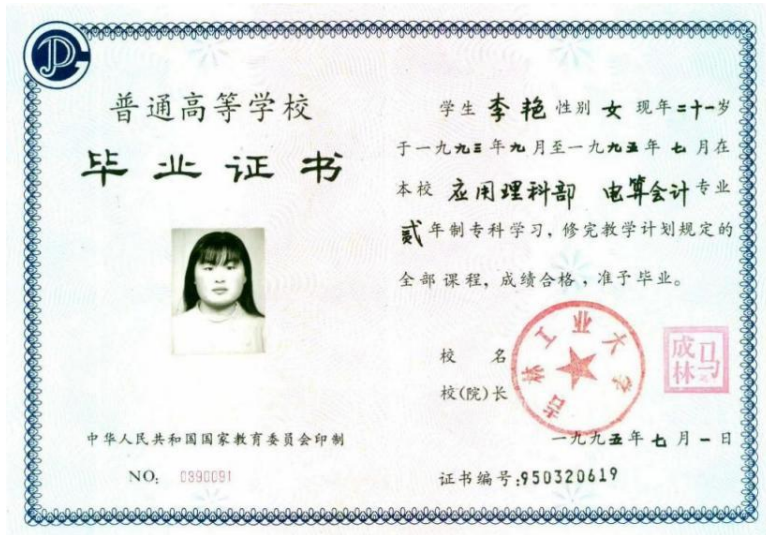 普通高等学校
毕业证书
中华人民共和国国家教育委员会印制
NO: 0390091
学生 李艳 性别 女 现年二十一岁
于一九九三年九月至一九九五年七月在
本校 应用理科部 电算会计专业
贰年制专科学习,修完教学计划规定的
全部课程,成绩合格,准予毕业。
校 名
吉林工业大学
校(院)长
成林
一九九五年七月一日
证书编号:950320619